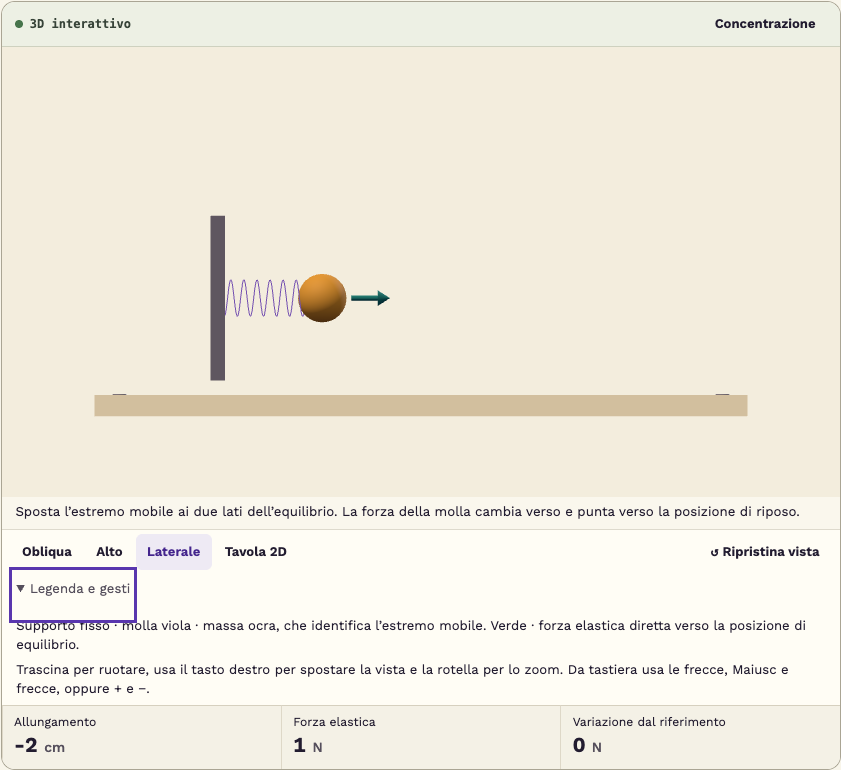 3D interattivo
Concentrazione
Sposta l’estremo mobile ai due lati dell’equilibrio. La forza della molla cambia verso e punta verso la posizione di riposo.
Obliqua Alto Laterale Tavola 2D ↺ Ripristina vista
▼ Legenda e gesti
Supporto fisso · molla viola · massa ocra, che identifica l’estremo mobile. Verde · forza elastica diretta verso la posizione di
equilibrio.
Trascina per ruotare, usa il tasto destro per spostare la vista e la rotella per lo zoom. Da tastiera usa le frecce, Maiusc e
frecce, oppure + e −.
Allungamento
-2 cm
Forza elastica
1 N
Variazione dal riferimento
0 N